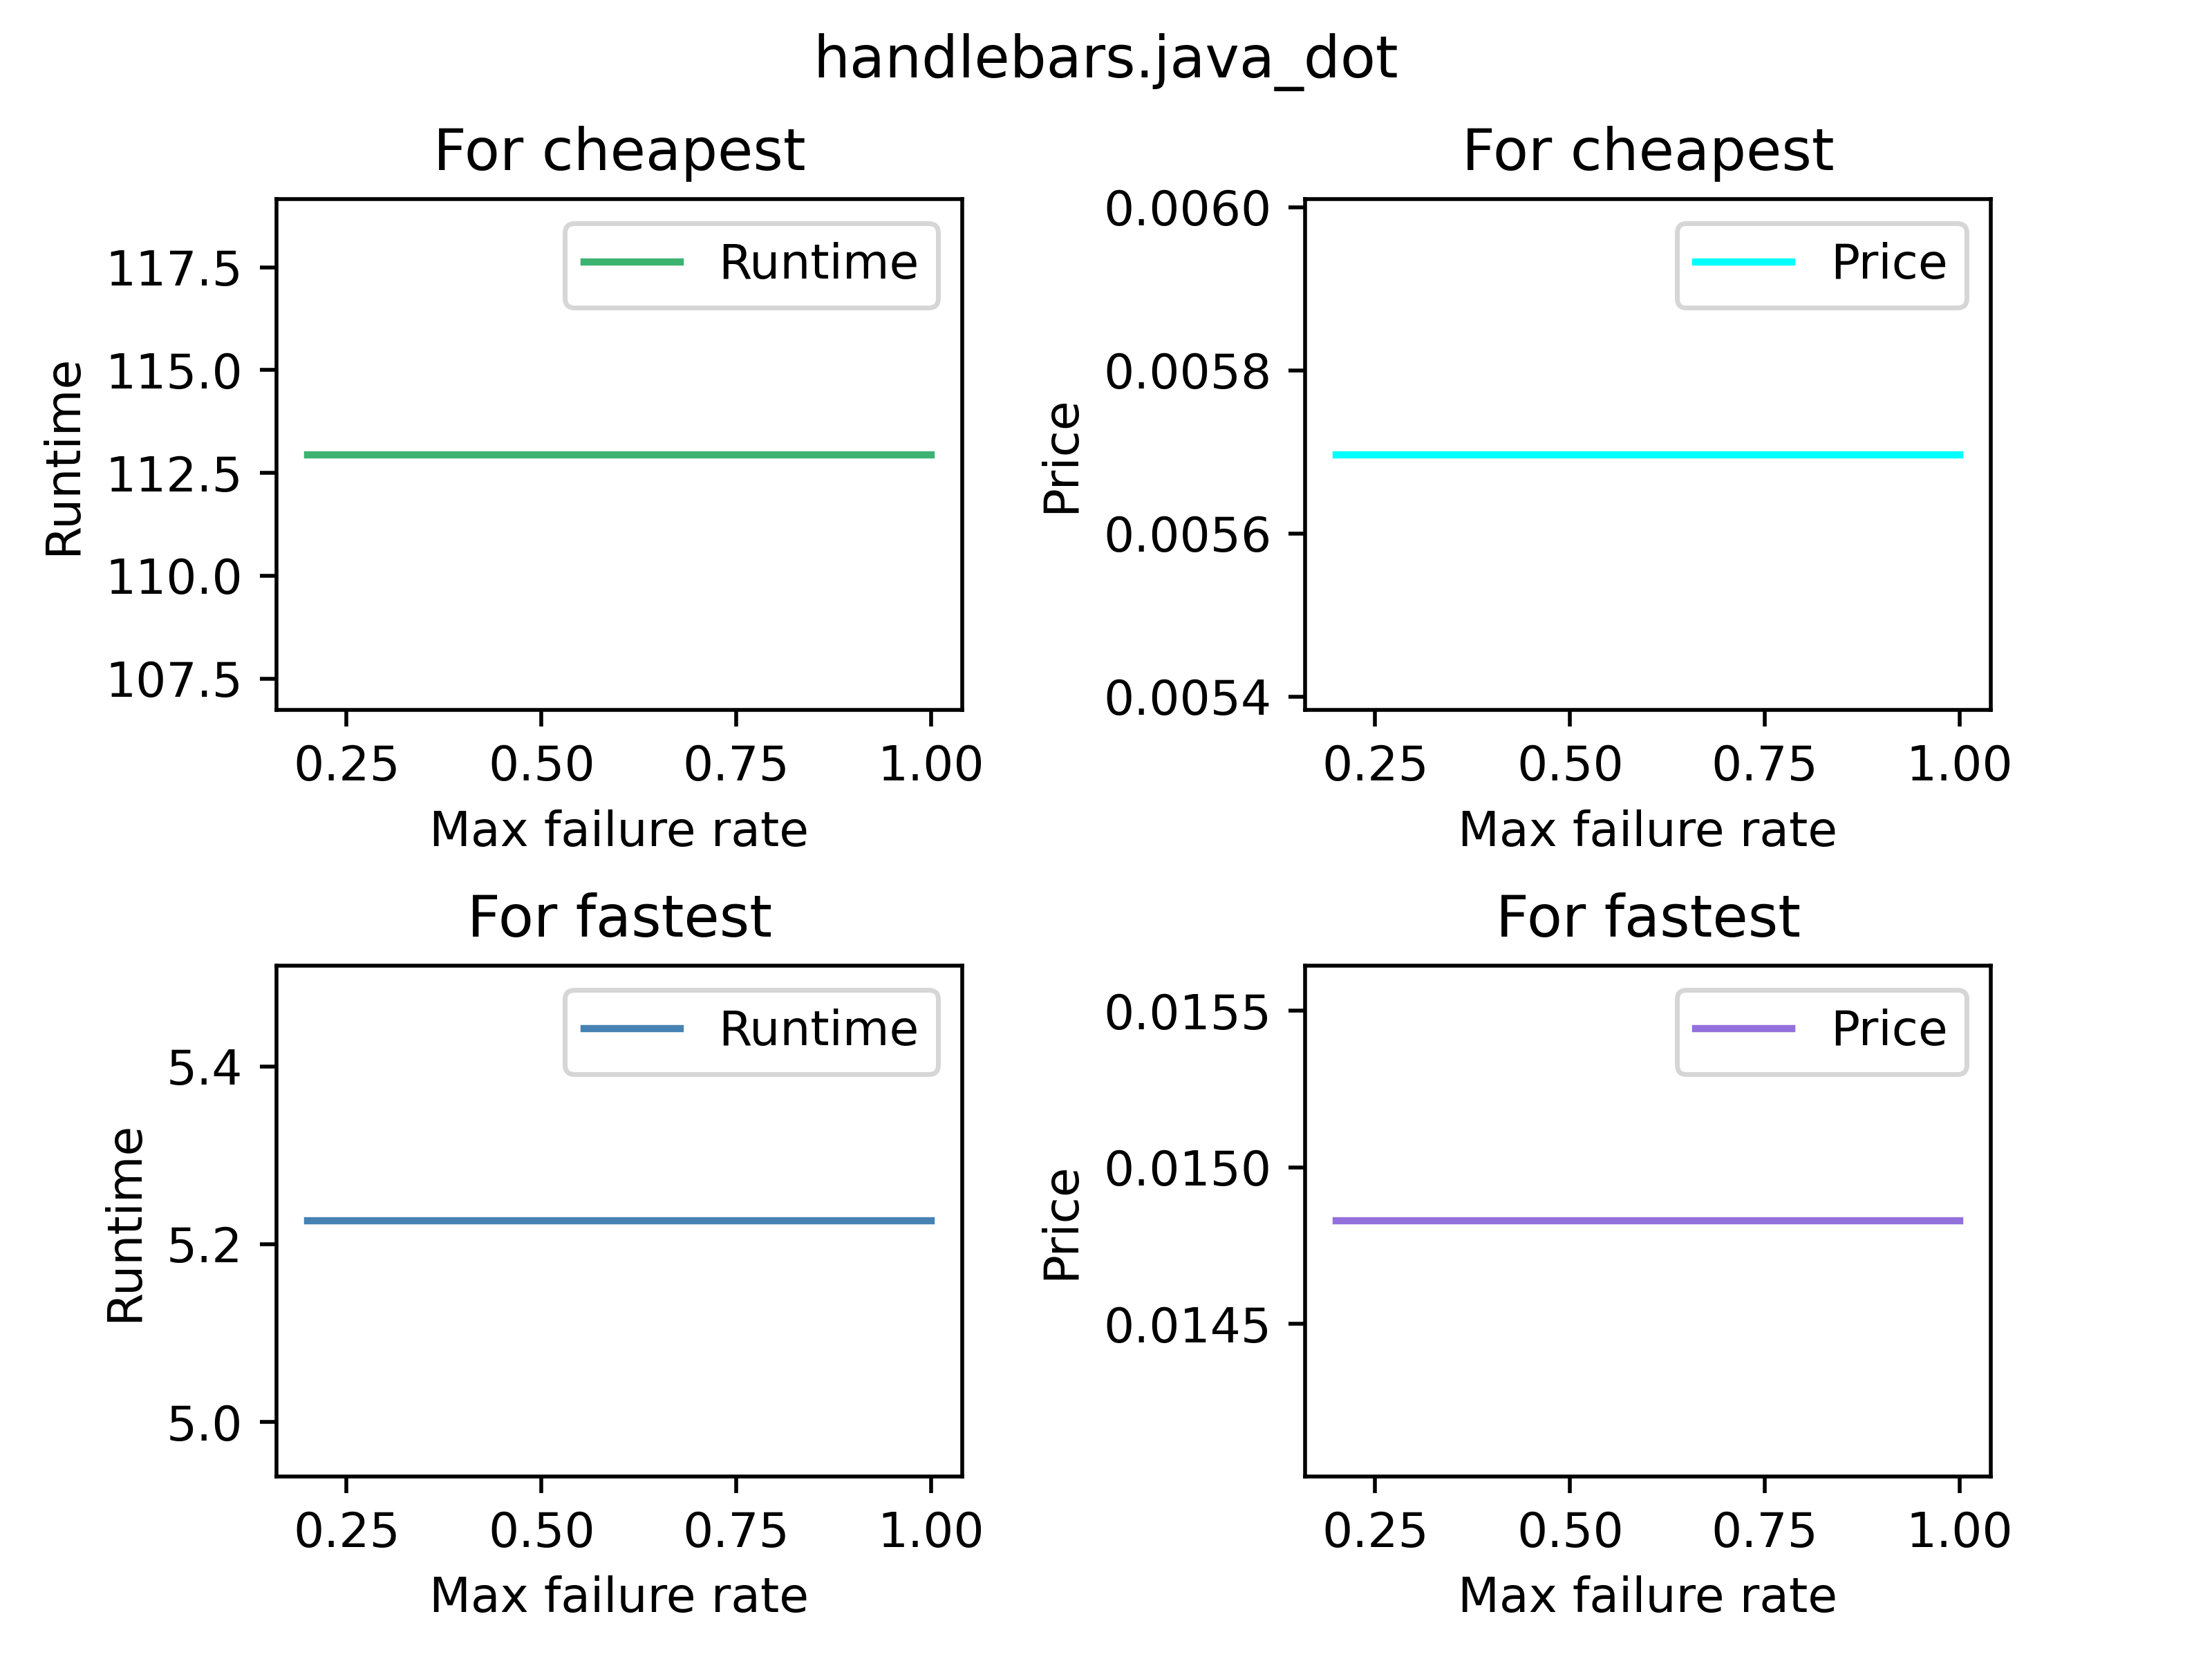 handlebars.java_dot
For cheapest
Runtime
117.5
115.0
112.5
110.0
107.5
Runtime
0.25 0.50 0.75 1.00
Max failure rate
For cheapest
Price
0.0060
0.0058
0.0056
0.0054
Price
0.25 0.50 0.75 1.00
Max failure rate
For fastest
Runtime
5.4
5.2
5.0
Runtime
0.25 0.50 0.75 1.00
Max failure rate
For fastest
Price
0.0155
0.0150
0.0145
Price
0.25 0.50 0.75 1.00
Max failure rate